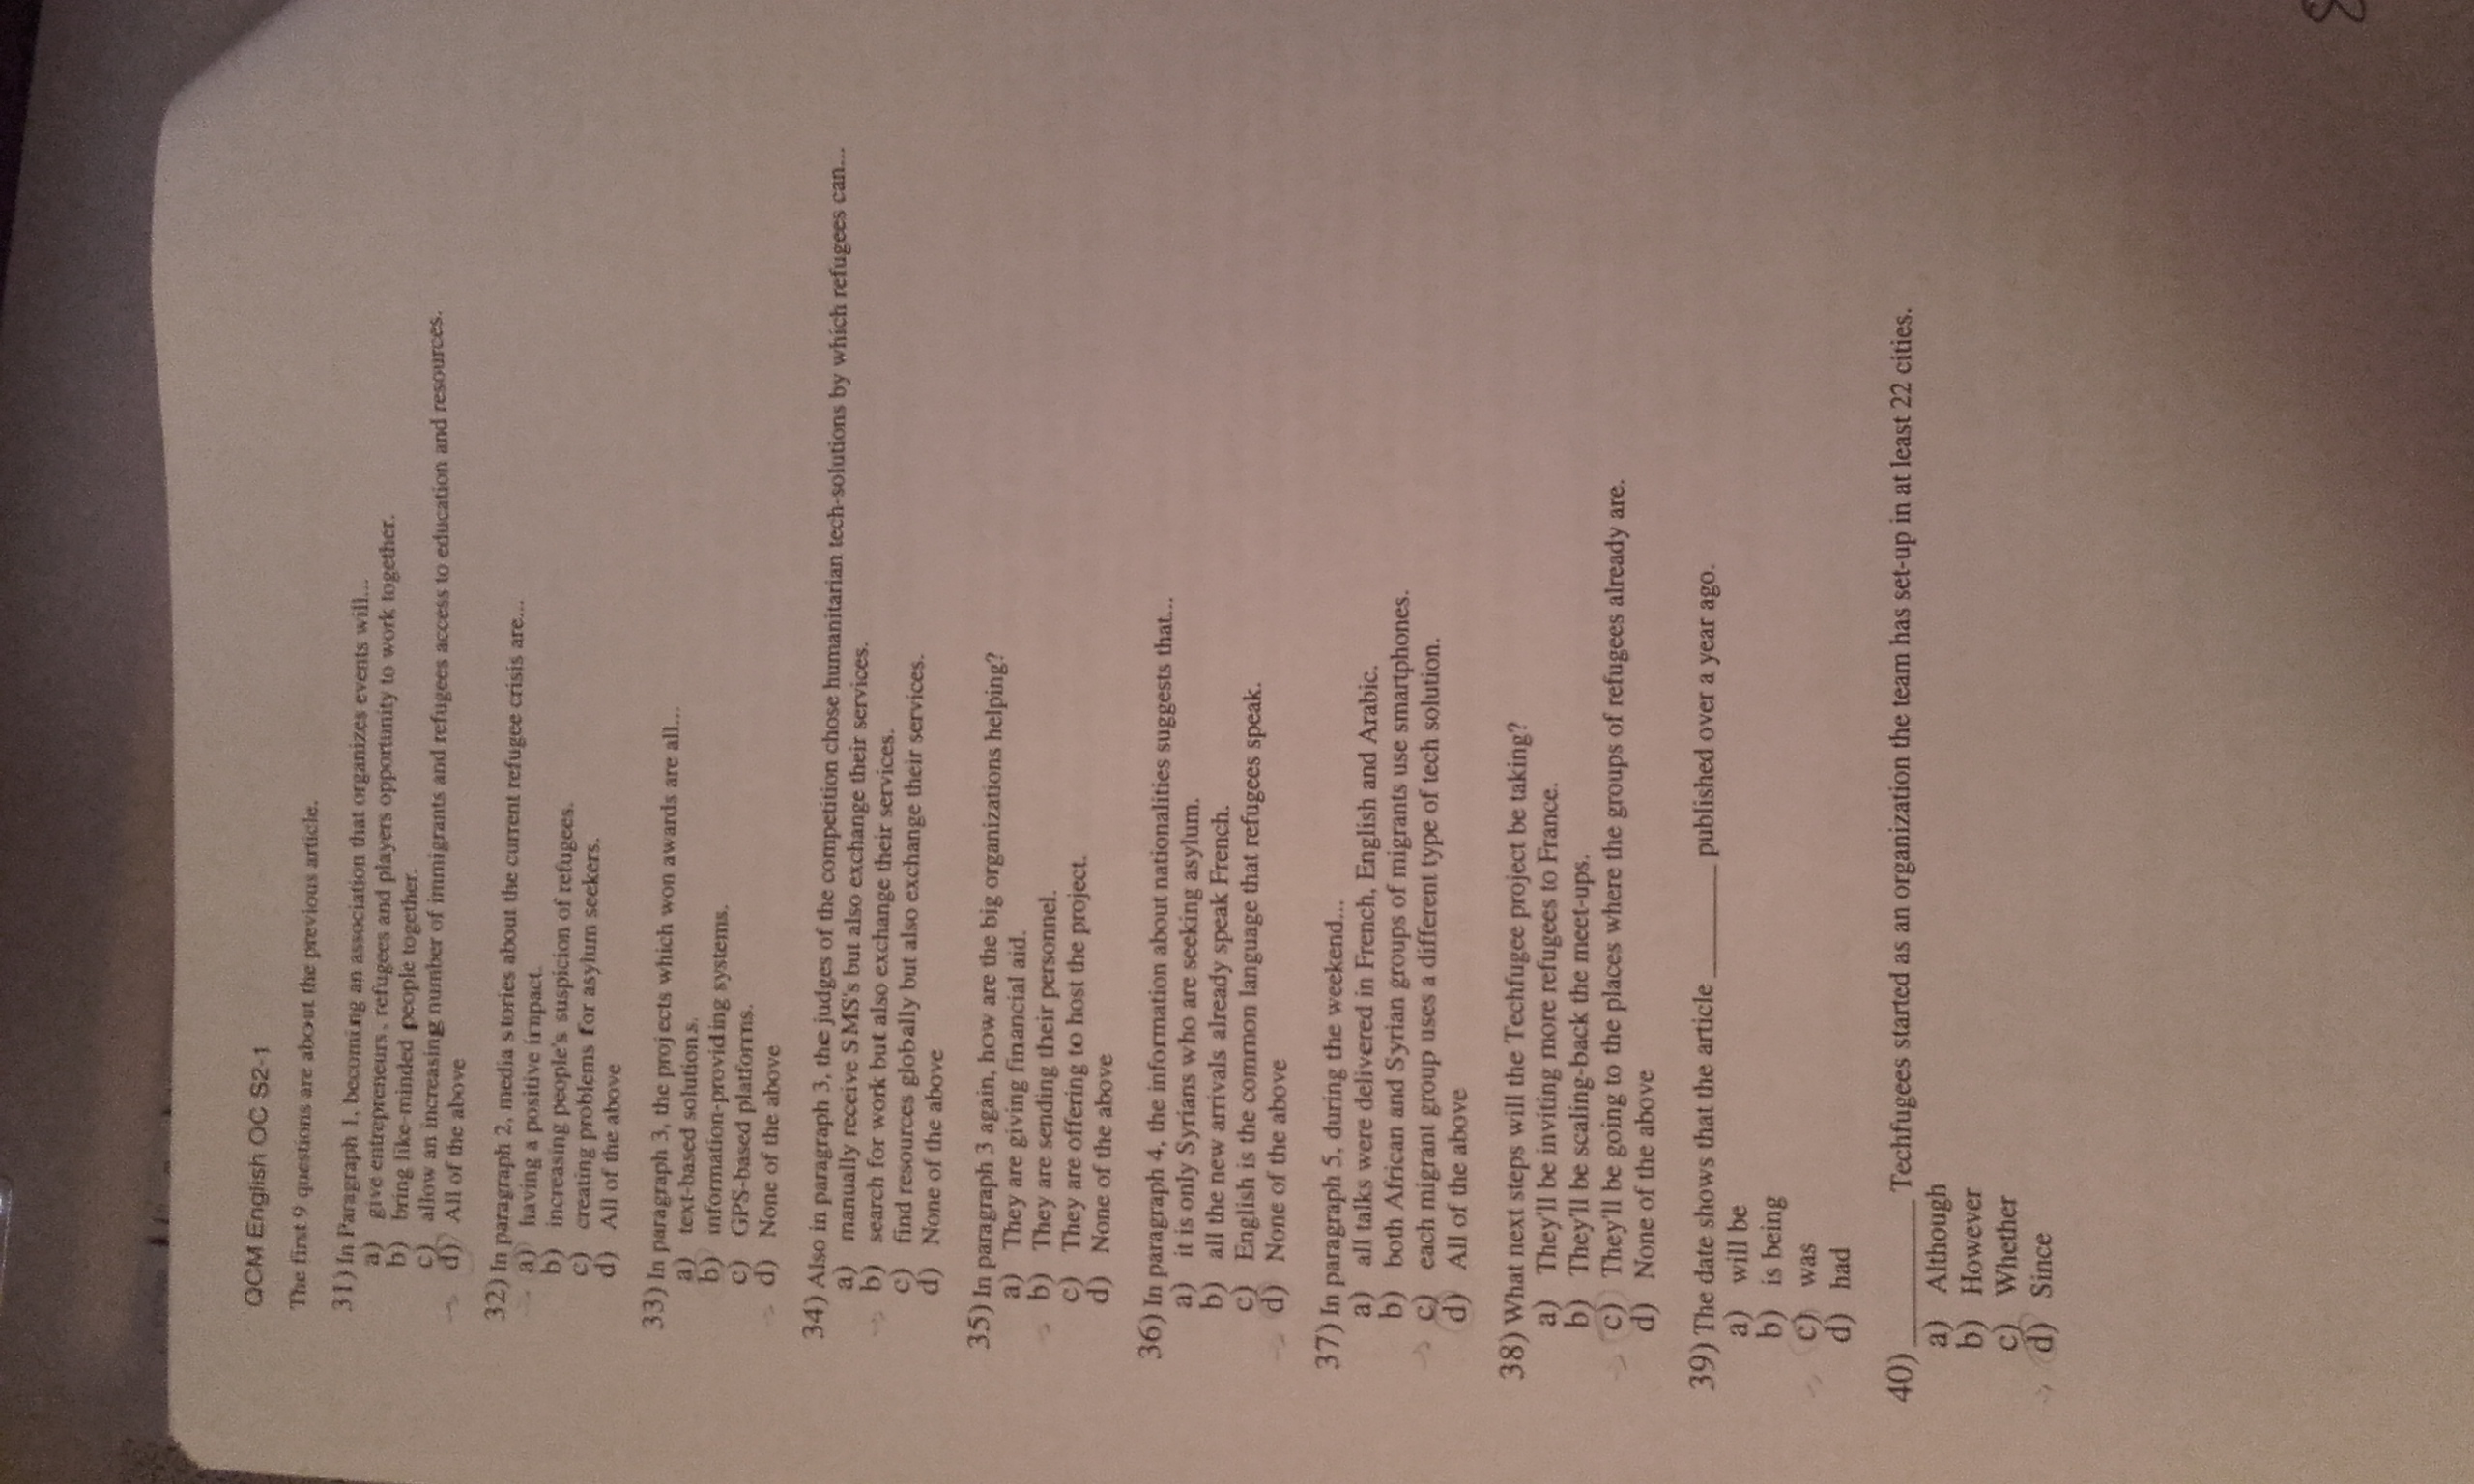 QCM English OC S2-1
The first 9 questions are about the previous article.
31) In Paragraph 1, becoming an association that organizes events will...
a) give entrepreneurs, refugees and players opportunity to work together.
b) bring like-minded people together.
c) allow an increasing number of immigrants and refugees access to education and resources.
d) All of the above
32) In paragraph 2, media stories about the current refugee crisis are...
a) having a positive impact.
b) increasing people's suspicion of refugees.
c) creating problems for asylum seekers.
d) All of the above
33) In paragraph 3, the projects which won awards are all...
a) text-based solutions.
b) information-providing systems.
c) GPS-based platforms.
d) None of the above
34) Also in paragraph 3, the judges of the competition chose humanitarian tech-solutions by which refugees can...
a) manually receive SMS's but also exchange their services.
b) search for work but also exchange their services.
c) find resources globally but also exchange their services.
d) None of the above
35) In paragraph 3 again, how are the big organizations helping?
a) They are giving financial aid.
b) They are sending their personnel.
c) They are offering to host the project.
d) None of the above
36) In paragraph 4, the information about nationalities suggests that...
a) it is only Syrians who are seeking asylum.
b) all the new arrivals already speak French.
c) English is the common language that refugees speak.
d) None of the above
37) In paragraph 5, during the weekend...
a) all talks were delivered in French, English and Arabic.
b) both African and Syrian groups of migrants use smartphones.
c) each migrant group uses a different type of tech solution.
d) All of the above
38) What next steps will the Techfugee project be taking?
a) They'll be inviting more refugees to France.
b) They'll be scaling-back the meet-ups.
c) They'll be going to the places where the groups of refugees already are.
d) None of the above
39) The date shows that the article ________ published over a year ago.
a) will be
b) is being
c) was
d) had
40) __________ Techfugees started as an organization the team has set-up in at least 22 cities.
a) Although
b) However
c) Whether
d) Since